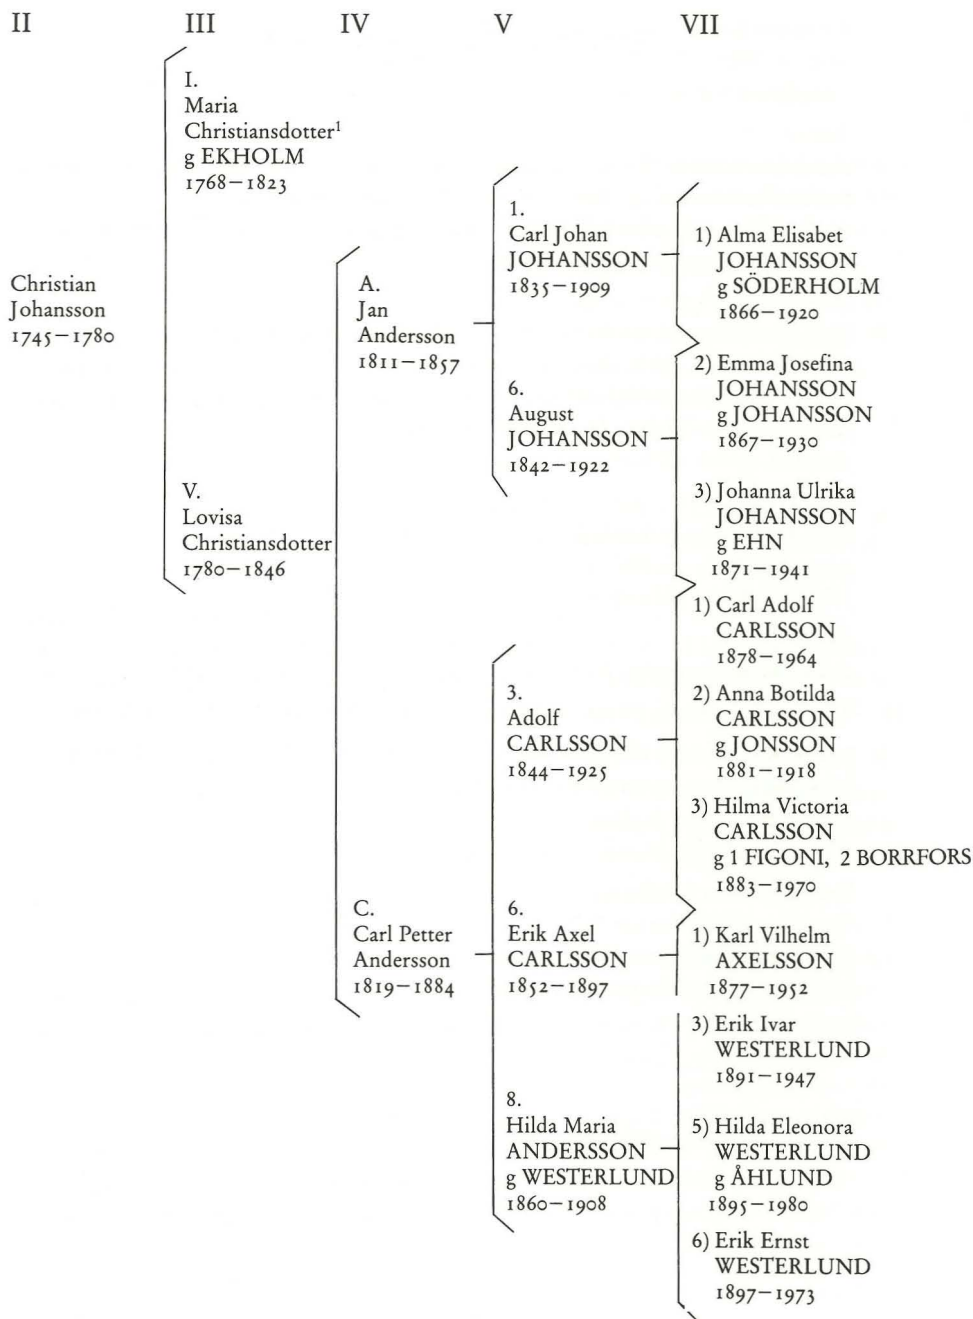 II III IV V VII
I.
Maria
Christiansdotter¹
g EKHOLM
1768–1823
Christian
Johansson
1745–1780
V.
Lovisa
Christiansdotter
1780–1846
A.
Jan
Andersson
1811–1857
C.
Carl Petter
Andersson
1819–1884
1.
Carl Johan
JOHANSSON
1835–1909
6.
August
JOHANSSON
1842–1922
3.
Adolf
CARLSSON
1844–1925
6.
Erik Axel
CARLSSON
1852–1897
8.
Hilda Maria
ANDERSSON
g WESTERLUND
1860–1908
1) Alma Elisabet
JOHANSSON
g SÖDERHOLM
1866–1920
2) Emma Josefina
JOHANSSON
g JOHANSSON
1867–1930
3) Johanna Ulrika
JOHANSSON
g EHN
1871–1941
1) Carl Adolf
CARLSSON
1878–1964
2) Anna Botilda
CARLSSON
g JONSSON
1881–1918
3) Hilma Victoria
CARLSSON
g 1 FIGONI, 2 BORRFORS
1883–1970
1) Karl Vilhelm
AXELSSON
1877–1952
3) Erik Ivar
WESTERLUND
1891–1947
5) Hilda Eleonora
WESTERLUND
g ÅHLUND
1895–1980
6) Erik Ernst
WESTERLUND
1897–1973